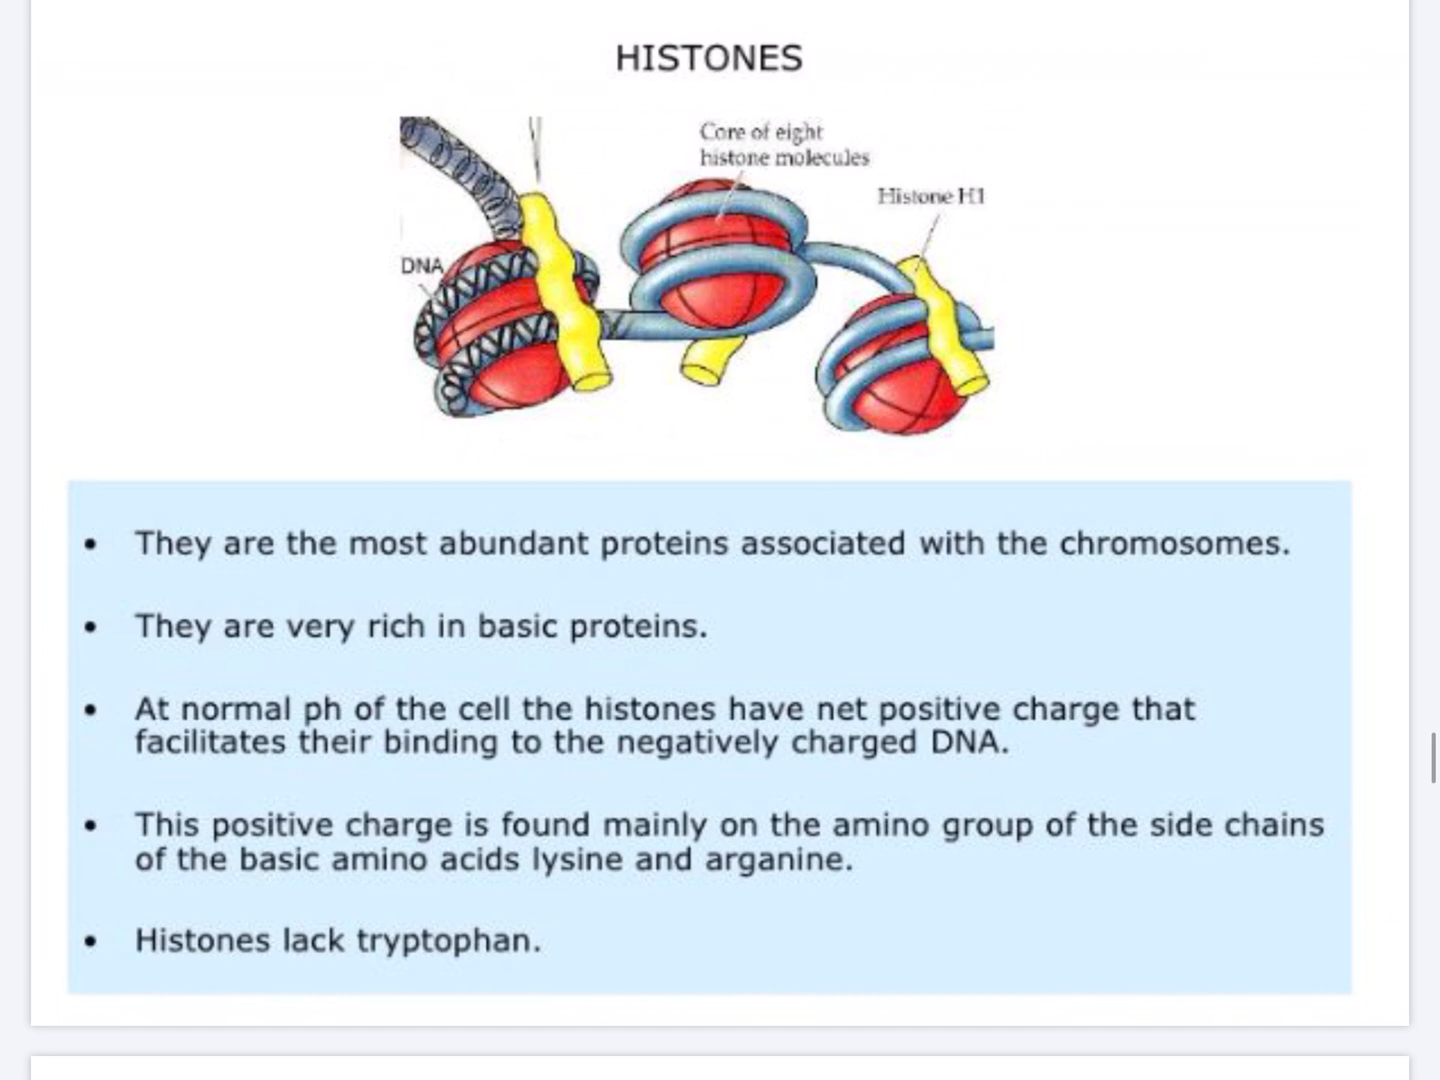 HISTONES
Core of eight
histone molecules
Histone H1
DNA
• They are the most abundant proteins associated with the chromosomes.
• They are very rich in basic proteins.
• At normal ph of the cell the histones have net positive charge that
facilitates their binding to the negatively charged DNA.
• This positive charge is found mainly on the amino group of the side chains
of the basic amino acids lysine and arganine.
• Histones lack tryptophan.